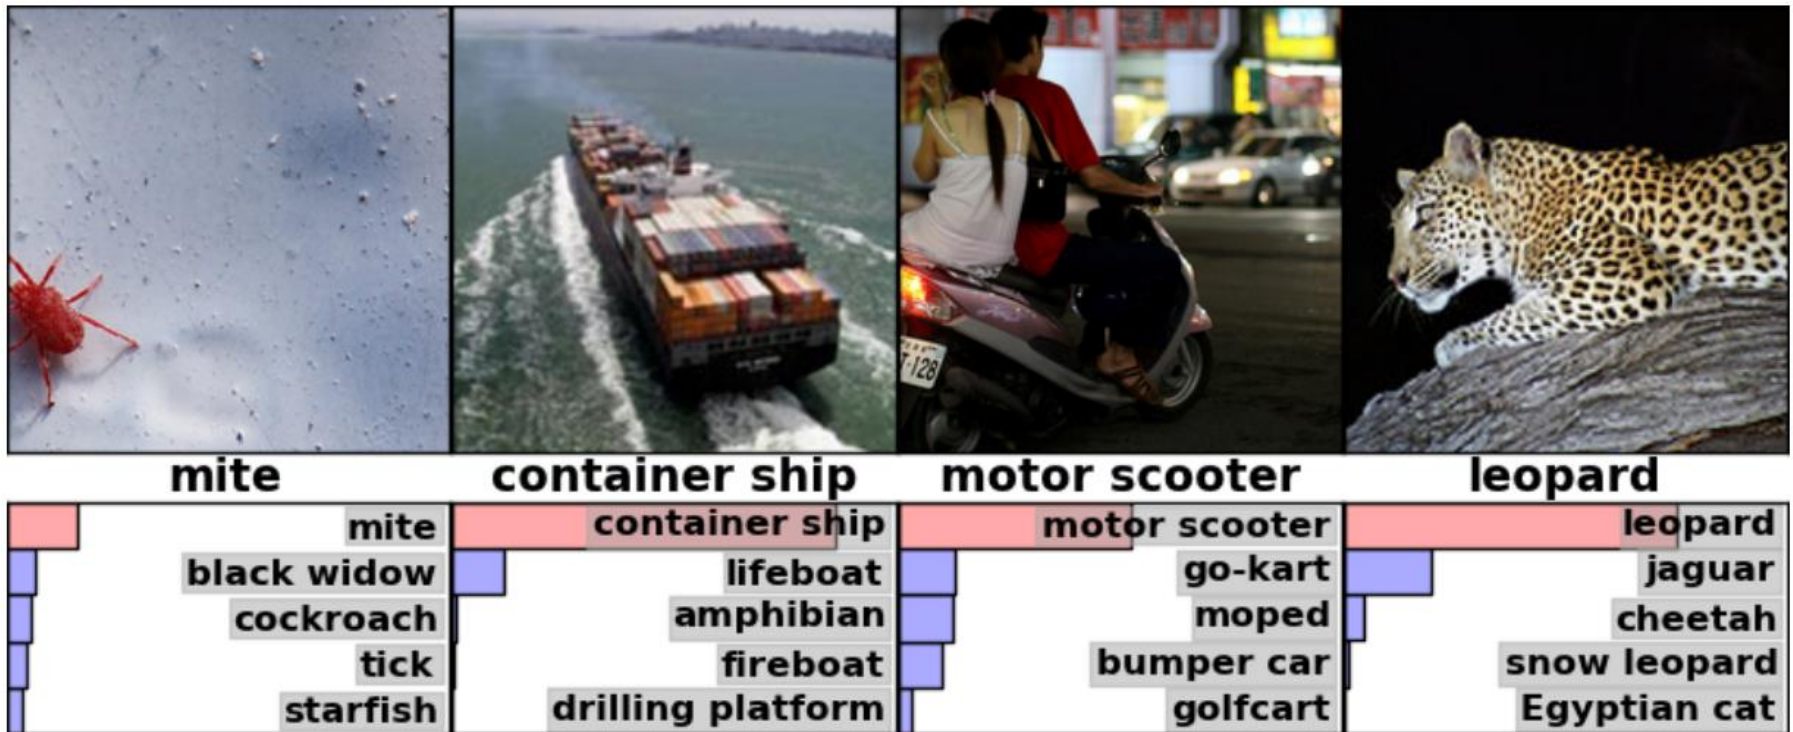 T-128
mite
container ship
motor scooter
leopard
mite
black widow
cockroach
tick
starfish
container ship
lifeboat
amphibian
fireboat
drilling platform
motor scooter
go-kart
moped
bumper car
golfcart
leopard
jaguar
cheetah
snow leopard
Egyptian cat